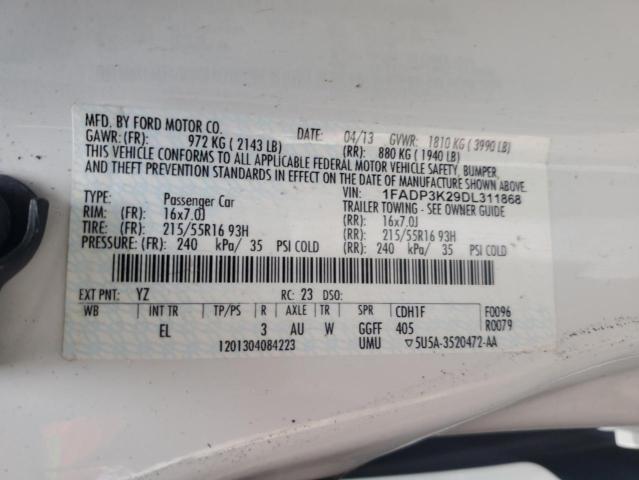 MFD. BY FORD MOTOR CO.
DATE: 04/13 GVWR: 1810 KG ( 3990 LB)
GAWR: (FR): 972 KG ( 2143 LB) (RR): 880 KG ( 1940 LB)
THIS VEHICLE CONFORMS TO ALL APPLICABLE FEDERAL MOTOR VEHICLE SAFETY, BUMPER,
AND THEFT PREVENTION STANDARDS IN EFFECT ON THE DATE OF MANUFACTURE SHOWN ABOVE.
VIN: 1FADP3K29DL311868
TYPE: Passenger Car TRAILER TOWING - SEE OWNER GUIDE
RIM: (FR): 16x7.0J (RR): 16x7.0J
TIRE: (FR): 215/55R16 93H (RR): 215/55R16 93H
PRESSURE: (FR): 240 kPa/ 35 PSI COLD (RR): 240 kPa/ 35 PSI COLD
EXT PNT: YZ RC: 23 DSO:
WB INT TR TP/PS R AXLE TR SPR CDH1F F0096
EL 3 AU W GGFF 405 R0079
1201304084223 UMU ▽5U5A-3520472-AA